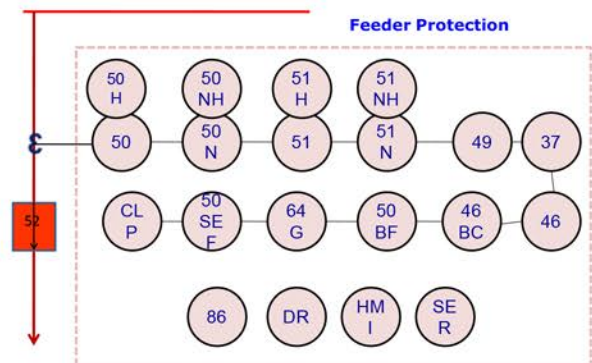 Feeder Protection
50
H
50
NH
51
H
51
NH
50
50
N
51
51
N
49
37
CL
P
50
SE
F
64
G
50
BF
46
BC
46
52
86
DR
HM
I
SE
R